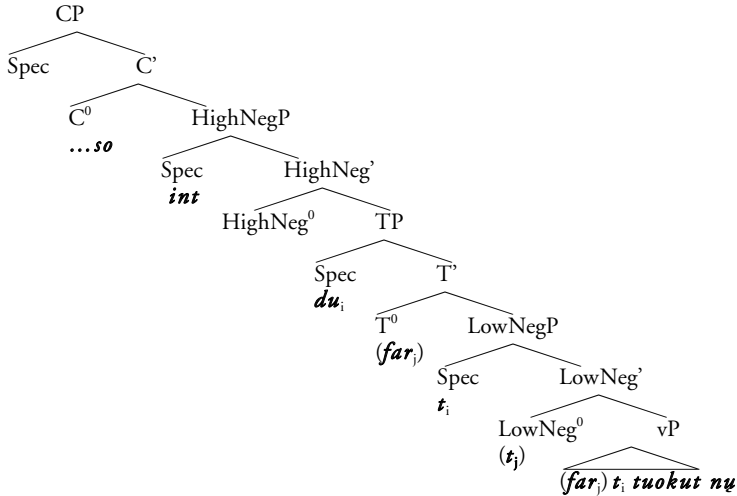 CP
Spec C’
C⁰ HighNegP
...so
Spec HighNeg’
int
HighNeg⁰ TP
Spec T’
duᵢ
T⁰ LowNegP
(farⱼ)
Spec LowNeg’
tᵢ
LowNeg⁰ vP
(tⱼ)
(farⱼ) tᵢ tuokut nų